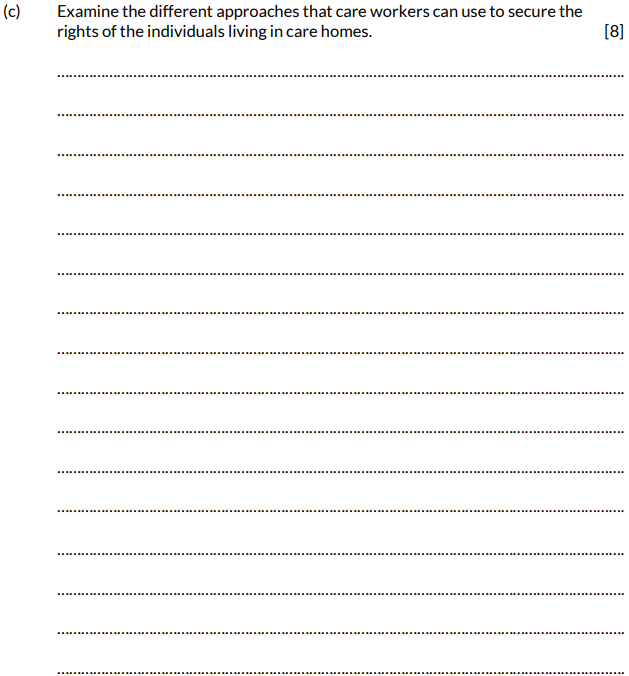 (c) Examine the different approaches that care workers can use to secure the
rights of the individuals living in care homes. [8]